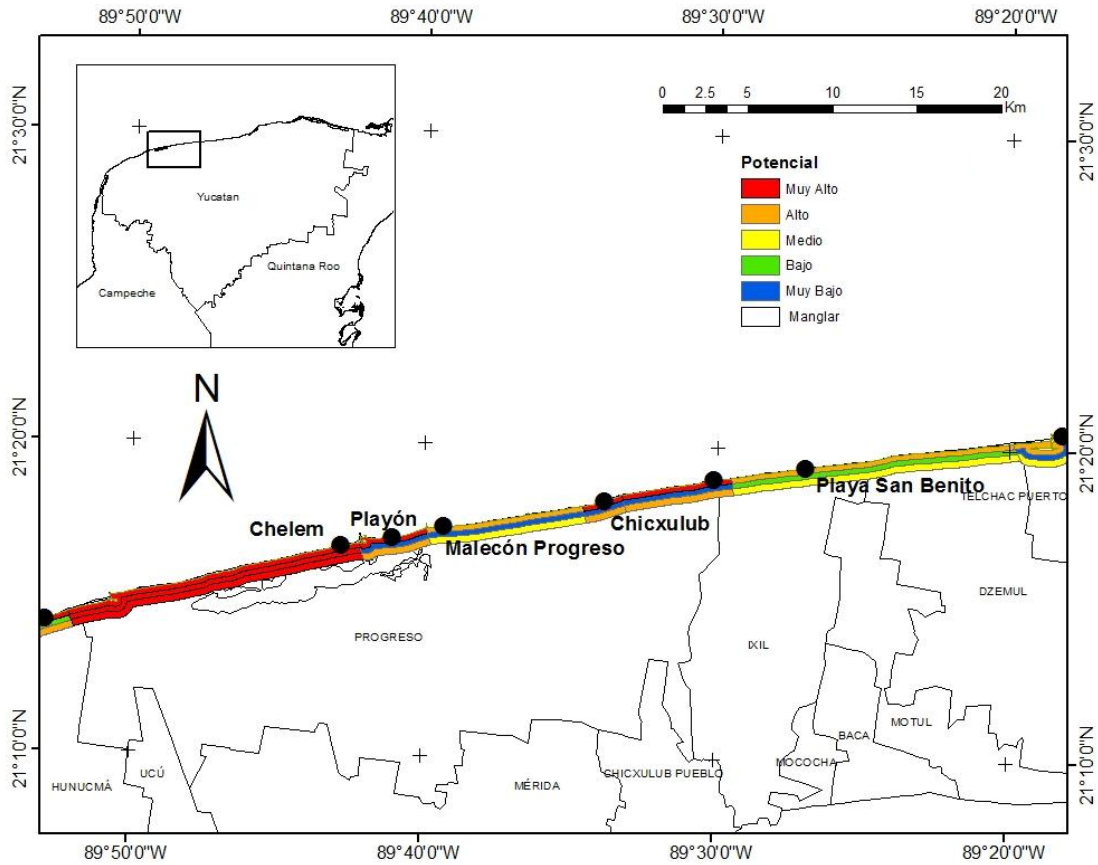 89°50'0"W
89°40'0"W
89°30'0"W
89°20'0"W
21°30'0"N
21°30'0"N
0 2.5 5 10 15 20
Km
Potencial
Muy Alto
Alto
Medio
Bajo
Muy Bajo
Manglar
Yucatan
Quintana Roo
Campeche
N
21°20'0"N
21°20'0"N
Chelem
Playón
Malecón Progreso
Chicxulub
Playa San Benito
TELCHAC PUERTO
DZEMUL
PROGRESO
IXIL
MOTUL
BACA
MOCOCHA
21°10'0"N
21°10'0"N
HUNUCMÁ
UCÚ
MÉRIDA
CHICXULUB PUEBLO
89°50'0"W
89°40'0"W
89°30'0"W
89°20'0"W